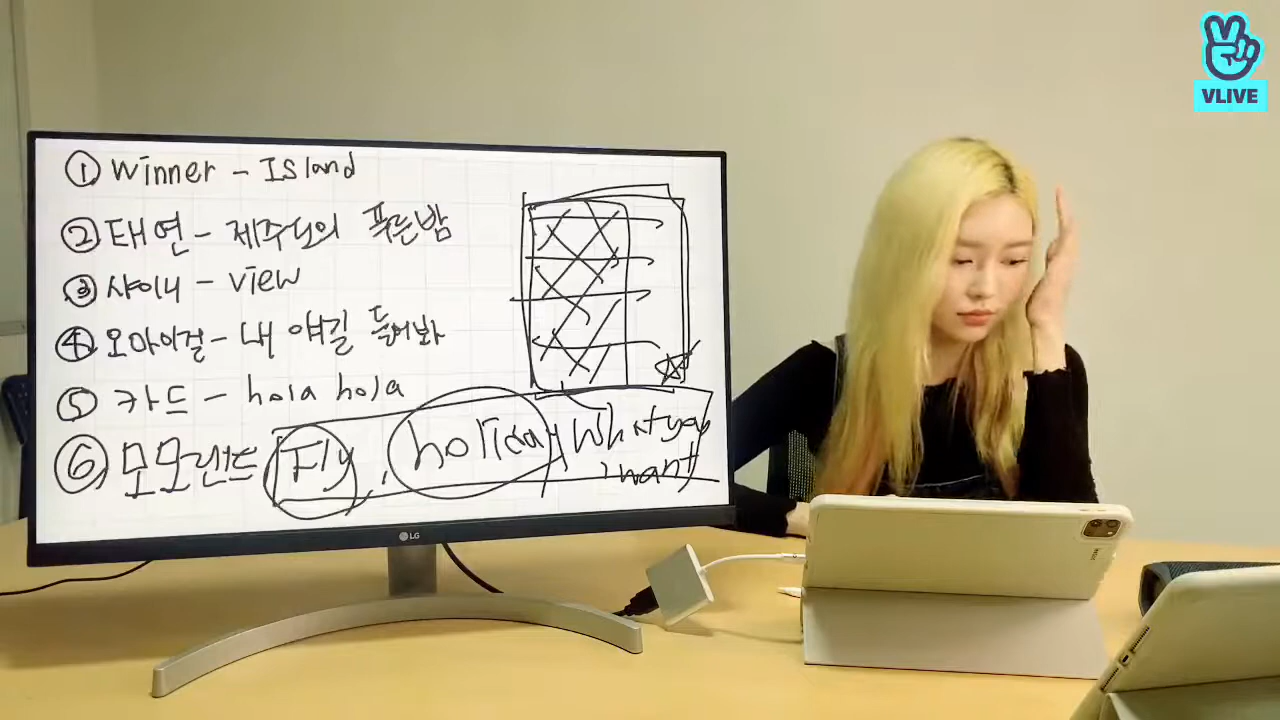 ① Winner - Island
② 태연 - 제주도의 푸른밤
③ 샤이니 - view
④ 오마이걸 - 내 얘길 들어봐
⑤ 카드 - hola hola
⑥ 모모랜드 Fly, holiday, What you want
LG
VLIVE